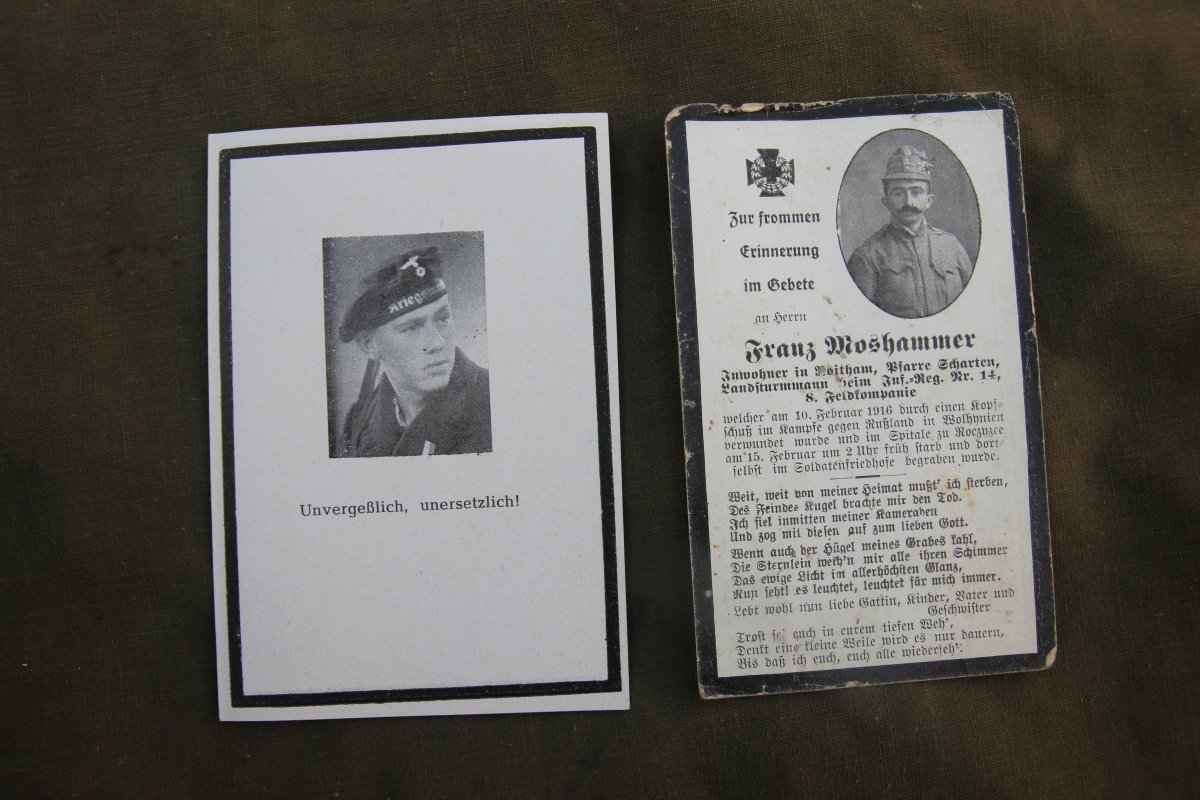 Kriegsm
Unvergeßlich, unersetzlich!
Zur frommen
Erinnerung
im Gebete
an Herrn
Franz Moshammer
Inwohner in Roitham, Pfarre Scharten,
Landsturmmann beim Inf.-Reg. Nr. 14,
8. Feldkompanie
welcher am 10. Februar 1916 durch einen Kopf-
schuß im Kampfe gegen Rußland in Wolhynien
verwundet wurde und im Spitale zu Roczyzce
am 15. Februar um 2 Uhr früh starb und dort-
selbst im Soldatenfriedhofe begraben wurde.
Weit, weit von meiner Heimat mußt' ich sterben,
Des Feindes Kugel brachte mir den Tod.
Ich fiel inmitten meiner Kameraden
Und zog mit diesen auf zum lieben Gott.
Wenn auch der Hügel meines Grabes kahl,
Die Sternlein weih'n mir alle ihren Schimmer
Das ewige Licht im allerhöchsten Glanz,
Nun seht! es leuchtet, leuchtet für mich immer.
Lebt wohl nun liebe Gattin, Kinder, Vater und
Geschwister
Trost sei euch in eurem tiefen Weh',
Denkt eine kleine Weile wird es nur dauern,
Bis daß ich euch, euch alle wiederseh'.